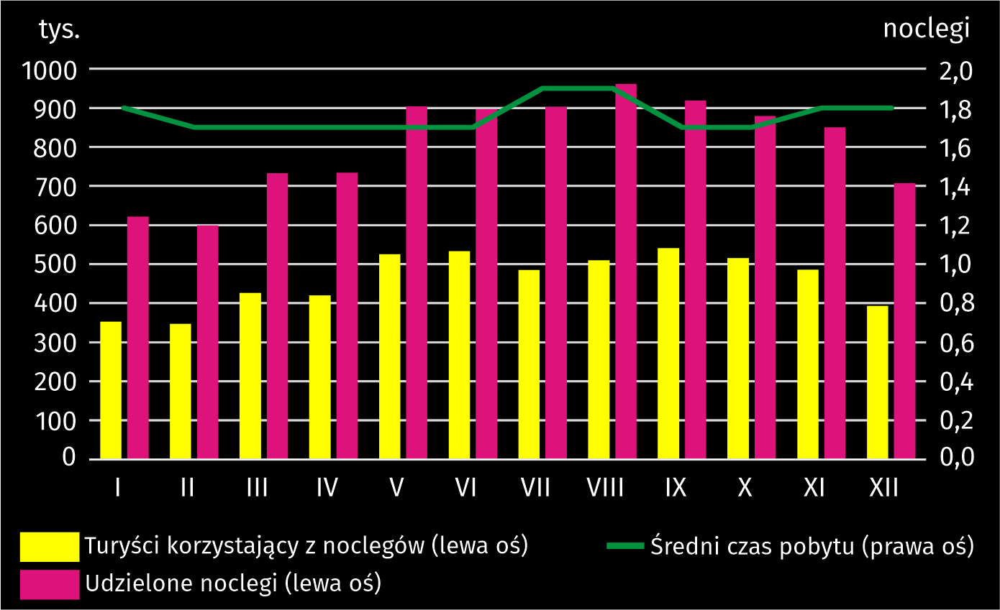 tys. noclegi
1000 2,0
900 1,8
800 1,6
700 1,4
600 1,2
500 1,0
400 0,8
300 0,6
200 0,4
100 0,2
0 0,0
I II III IV V VI VII VIII IX X XI XII
Turyści korzystający z noclegów (lewa oś) Średni czas pobytu (prawa oś)
Udzielone noclegi (lewa oś)